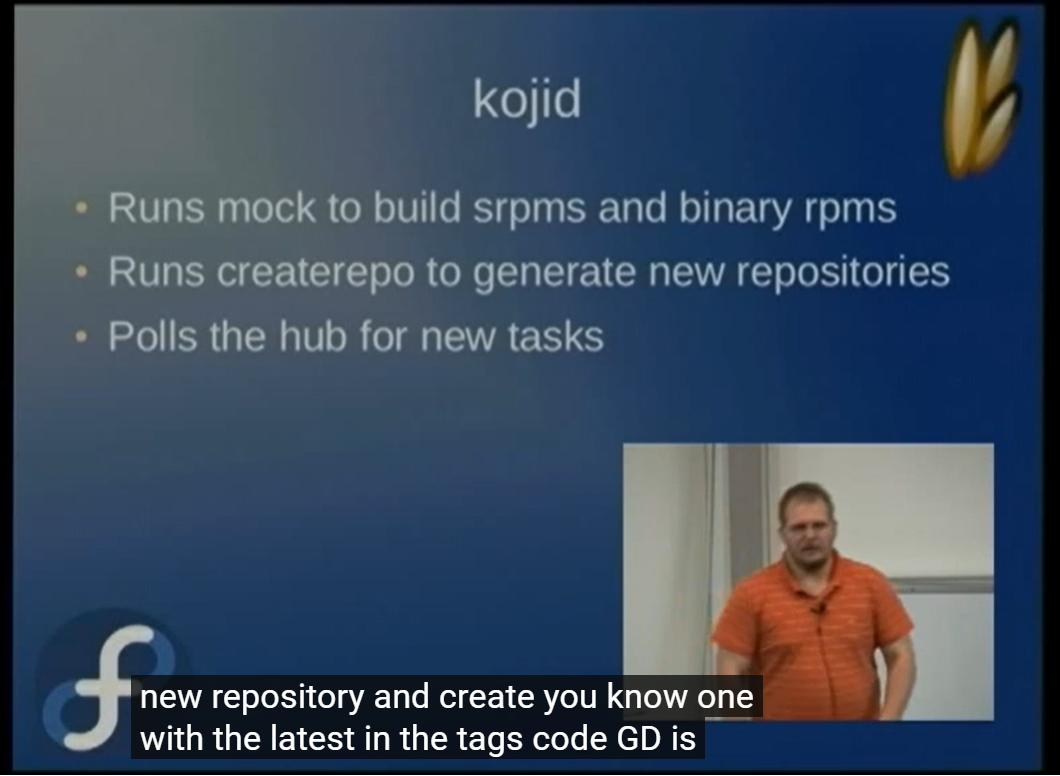 kojid
• Runs mock to build srpms and binary rpms
• Runs createrepo to generate new repositories
• Polls the hub for new tasks
new repository and create you know one
with the latest in the tags code GD is